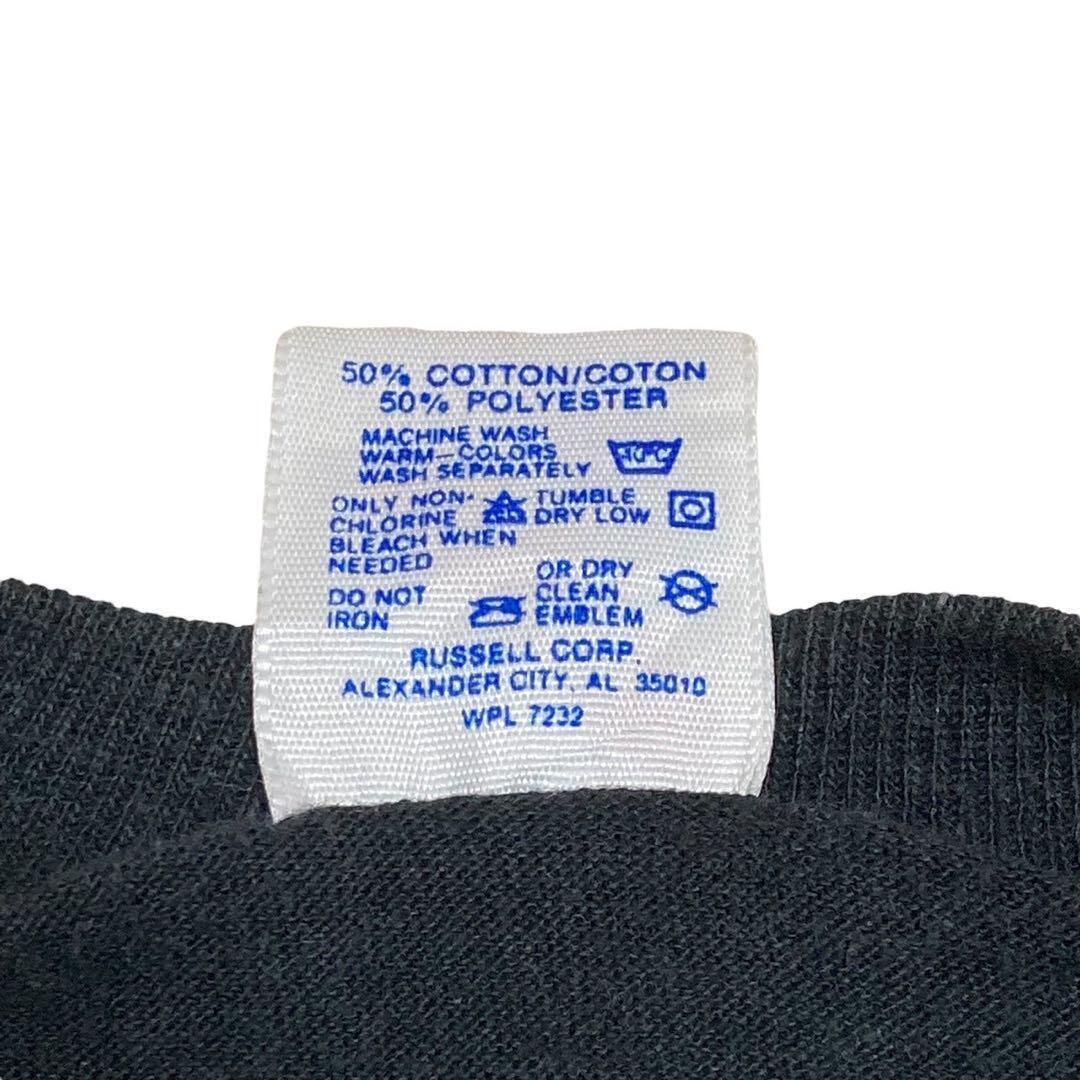 50% COTTON/COTON
50% POLYESTER
MACHINE WASH
WARM-COLORS
WASH SEPARATELY
40°C
ONLY NON-
CHLORINE
BLEACH WHEN
NEEDED
TUMBLE
DRY LOW
DO NOT
IRON
OR DRY
CLEAN
EMBLEM
RUSSELL CORP.
ALEXANDER CITY, AL 35010
WPL 7232